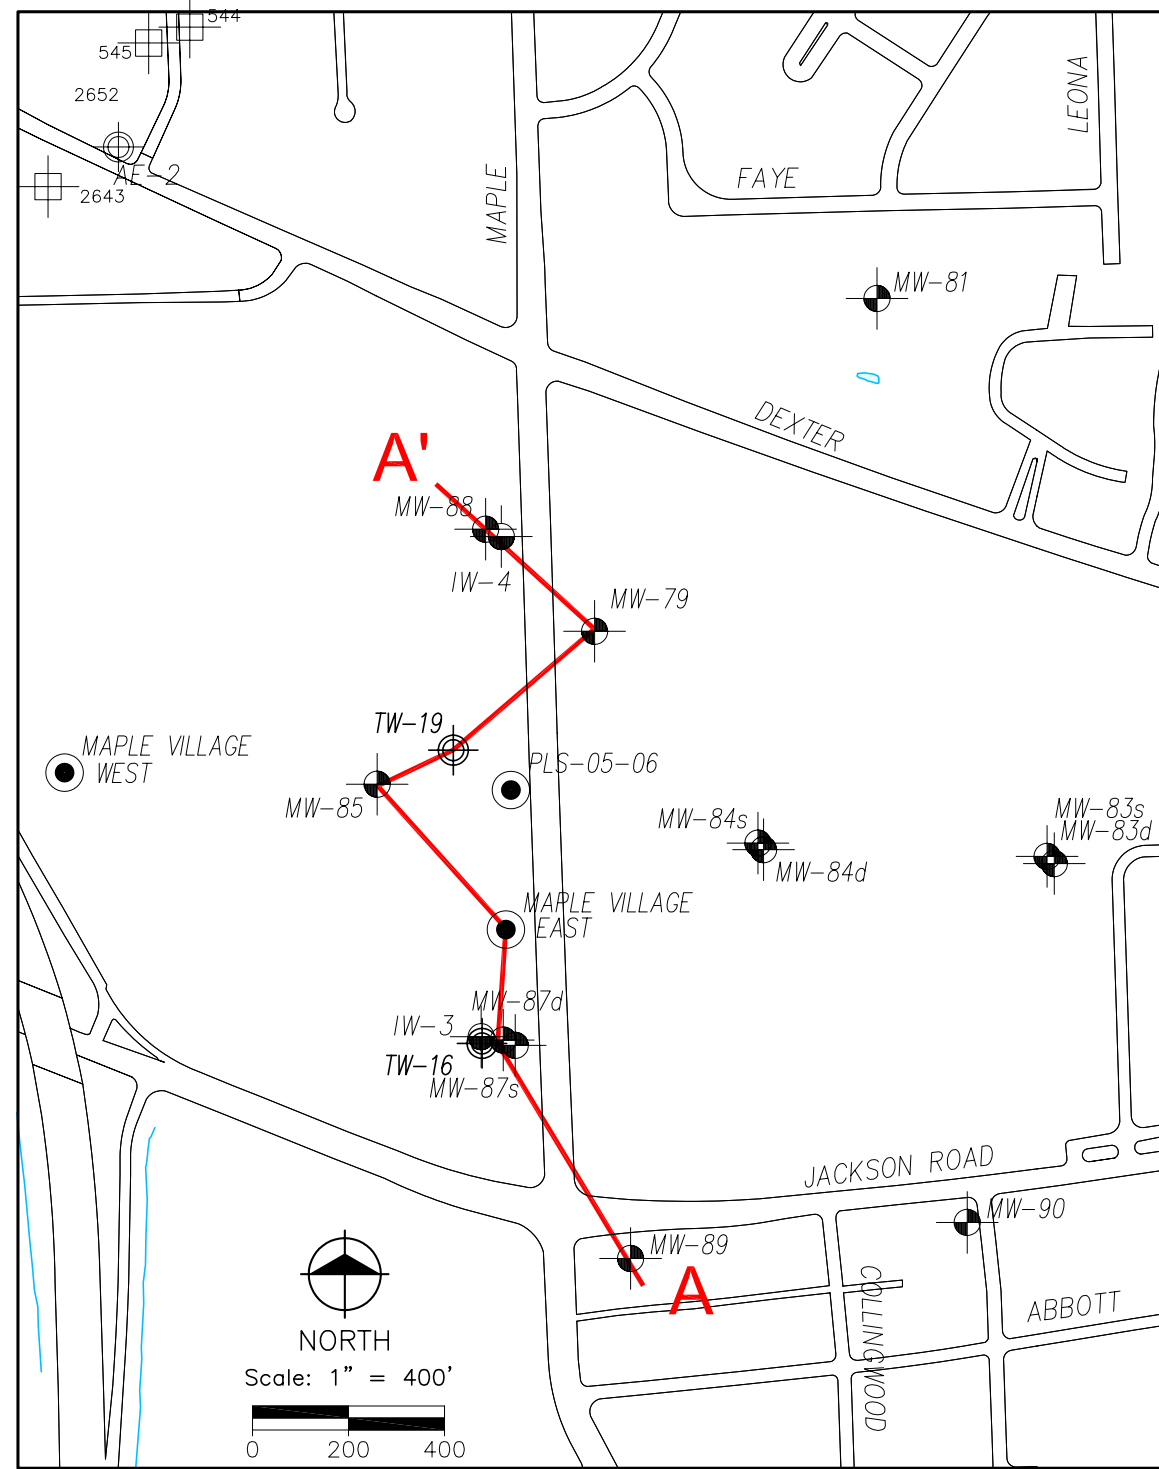 544
545
2652
AE-2
2643
MAPLE
FAYE
LEONA
MW-81
DEXTER
A'
MW-88
IW-4
MW-79
TW-19
MAPLE VILLAGE
WEST
PLS-05-06
MW-85
MW-84s
MW-84d
MW-83s
MW-83d
MAPLE VILLAGE
EAST
MW-87d
IW-3
TW-16
MW-87s
JACKSON ROAD
MW-90
MW-89
A
COLLINGWOOD
ABBOTT
NORTH
Scale: 1" = 400'
0 200 400